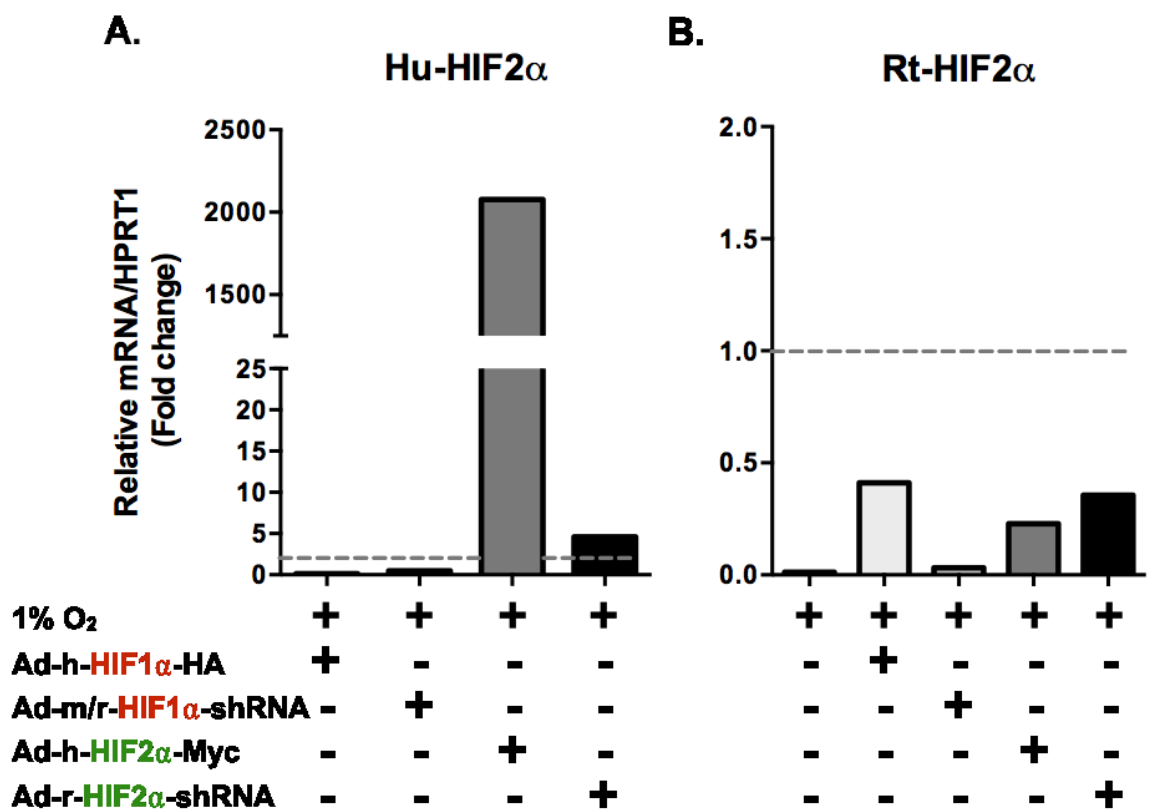 A.
B.
Hu-HIF2α
Rt-HIF2α
Relative mRNA/HPRT1
(Fold change)
2500
2000
1500
25
20
15
10
5
0
2.0
1.5
1.0
0.5
0.0
1% O₂ + + + + + + + + +
Ad-h-HIF1α-HA + - - - - + - - -
Ad-m/r-HIF1α-shRNA - + - - - - + - -
Ad-h-HIF2α-Myc - - + - - - - + -
Ad-r-HIF2α-shRNA - - - + - - - - +